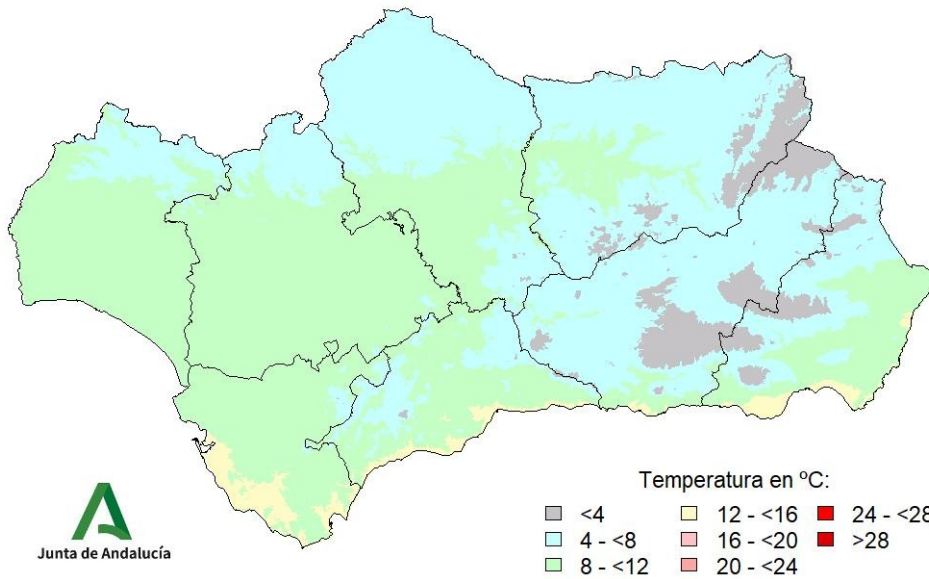 Temperatura en ºC:
<4 12 - <16 24 - <28
4 - <8 16 - <20 >28
8 - <12 20 - <24
Junta de Andalucía